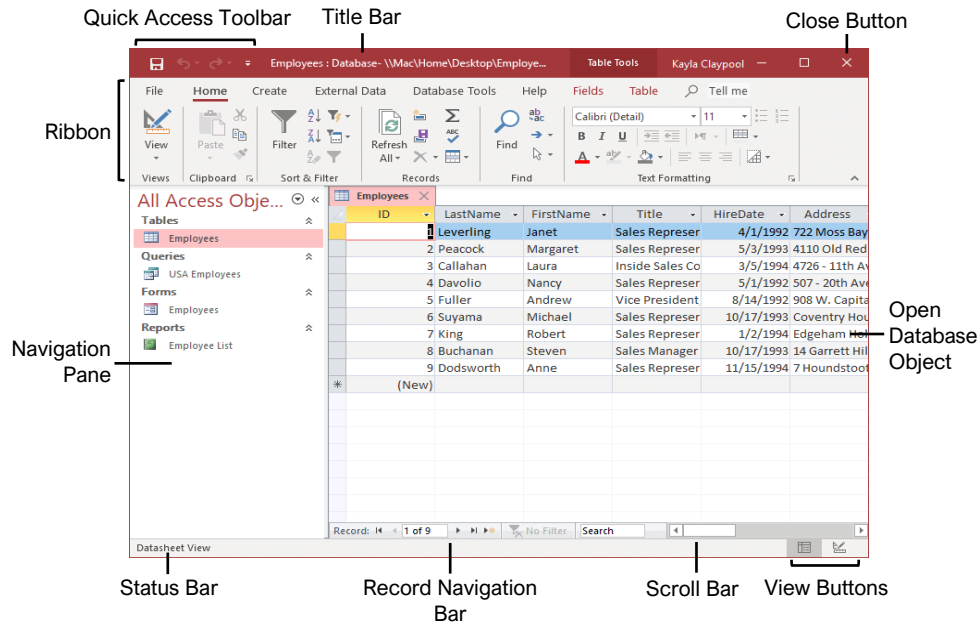 Quick Access Toolbar
Title Bar
Close Button
Employees : Database- \\Mac\Home\Desktop\Employe...
Table Tools
Kayla Claypool
File
Home
Create
External Data
Database Tools
Help
Fields
Table
Tell me
Ribbon
View
Paste
Filter
Refresh
All
Find
Calibri (Detail)
11
B I U
Views
Clipboard
Sort & Filter
Records
Find
Text Formatting
All Access Obje...
Tables
Employees
Queries
USA Employees
Forms
Employees
Reports
Employee List
Employees
ID LastName FirstName Title HireDate Address
1 Leverling Janet Sales Represer 4/1/1992 722 Moss Bay
2 Peacock Margaret Sales Represer 5/3/1993 4110 Old Red
3 Callahan Laura Inside Sales Co 3/5/1994 4726 - 11th Av
4 Davolio Nancy Sales Represer 5/1/1992 507 - 20th Ave
5 Fuller Andrew Vice President 8/14/1992 908 W. Capita
6 Suyama Michael Sales Represer 10/17/1993 Coventry Hou
7 King Robert Sales Represer 1/2/1994 Edgeham Hol
8 Buchanan Steven Sales Manager 10/17/1993 14 Garrett Hil
9 Dodsworth Anne Sales Represer 11/15/1994 7 Houndstoot
(New)
Navigation
Pane
Open
Database
Object
Record: 1 of 9
No Filter
Search
Datasheet View
Status Bar
Record Navigation
Bar
Scroll Bar
View Buttons